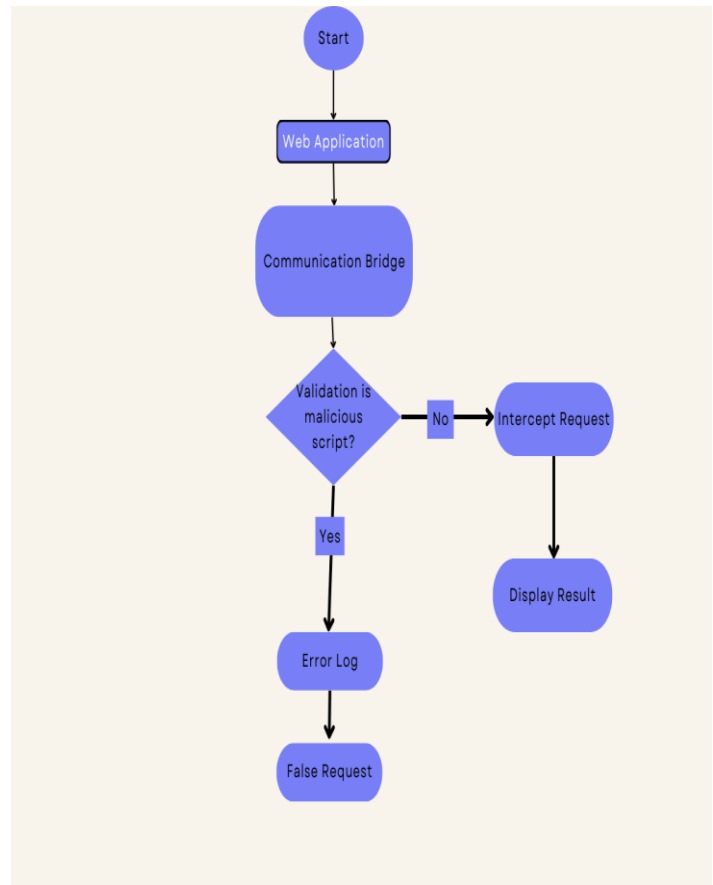 Start
Web Application
Communication Bridge
Validation is
malicious
script?
No
Intercept Request
Yes
Display Result
Error Log
False Request